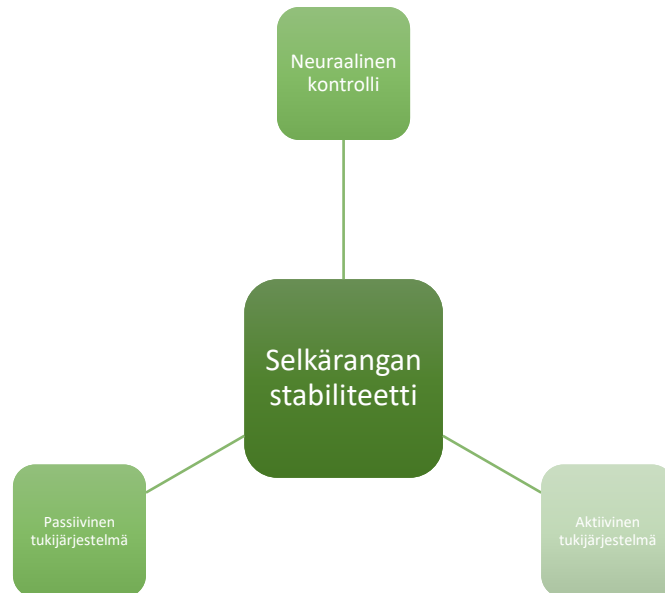 Neuraalinen
kontrolli
Selkärangan
stabiliteetti
Passiivinen
tukijärjestelmä
Aktiivinen
tukijärjestelmä